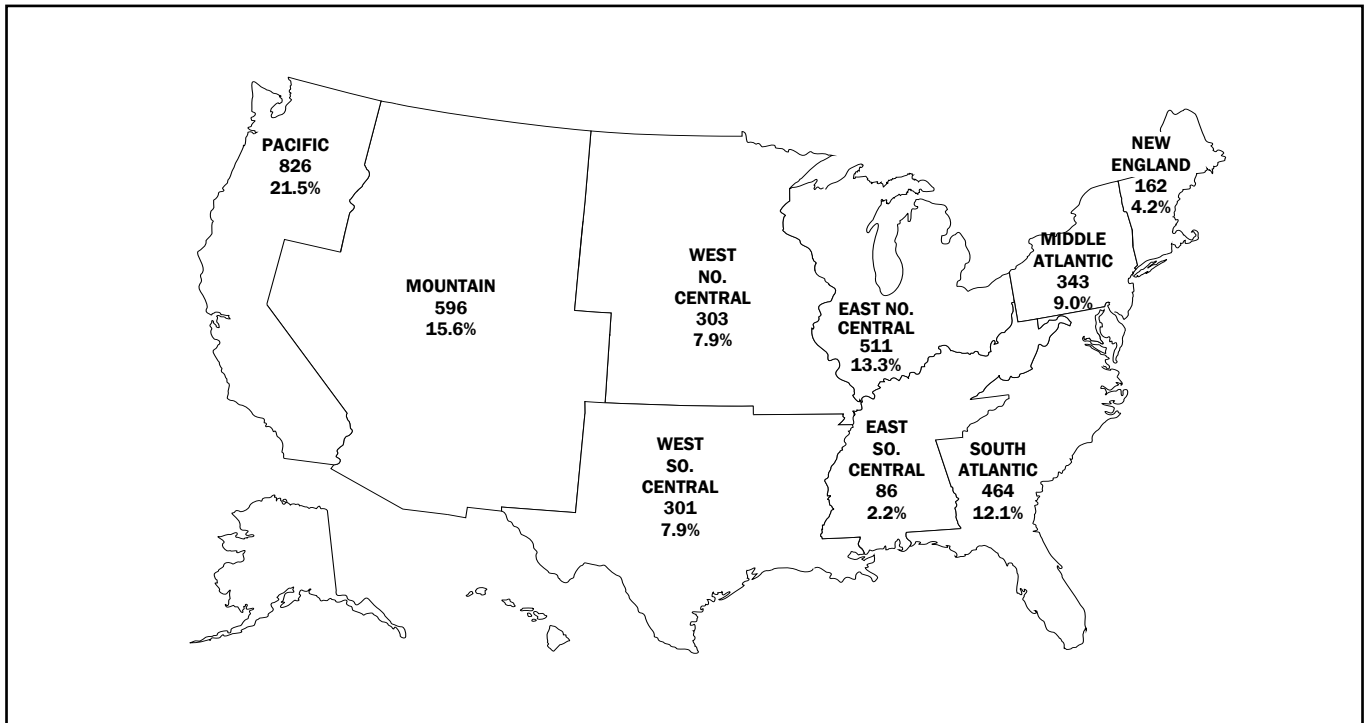 PACIFIC
826
21.5%
MOUNTAIN
596
15.6%
WEST
NO.
CENTRAL
303
7.9%
EAST NO.
CENTRAL
511
13.3%
NEW
ENGLAND
162
4.2%
MIDDLE
ATLANTIC
343
9.0%
WEST
SO.
CENTRAL
301
7.9%
EAST
SO.
CENTRAL
86
2.2%
SOUTH
ATLANTIC
464
12.1%